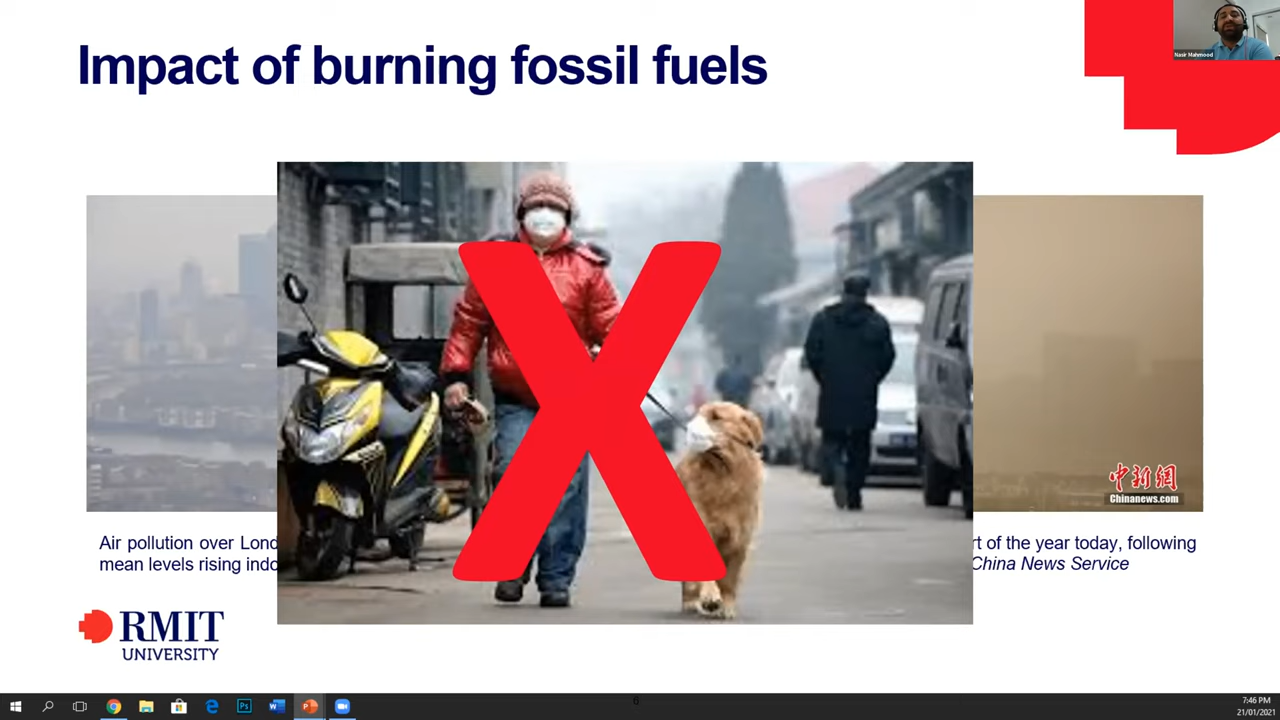 Impact of burning fossil fuels
Nasir Mahmood
中新網
Chinanews.com
Air pollution over Lond
mean levels rising indo
rt of the year today, following
China News Service
RMIT
UNIVERSITY
6
7:46 PM
21/01/2021